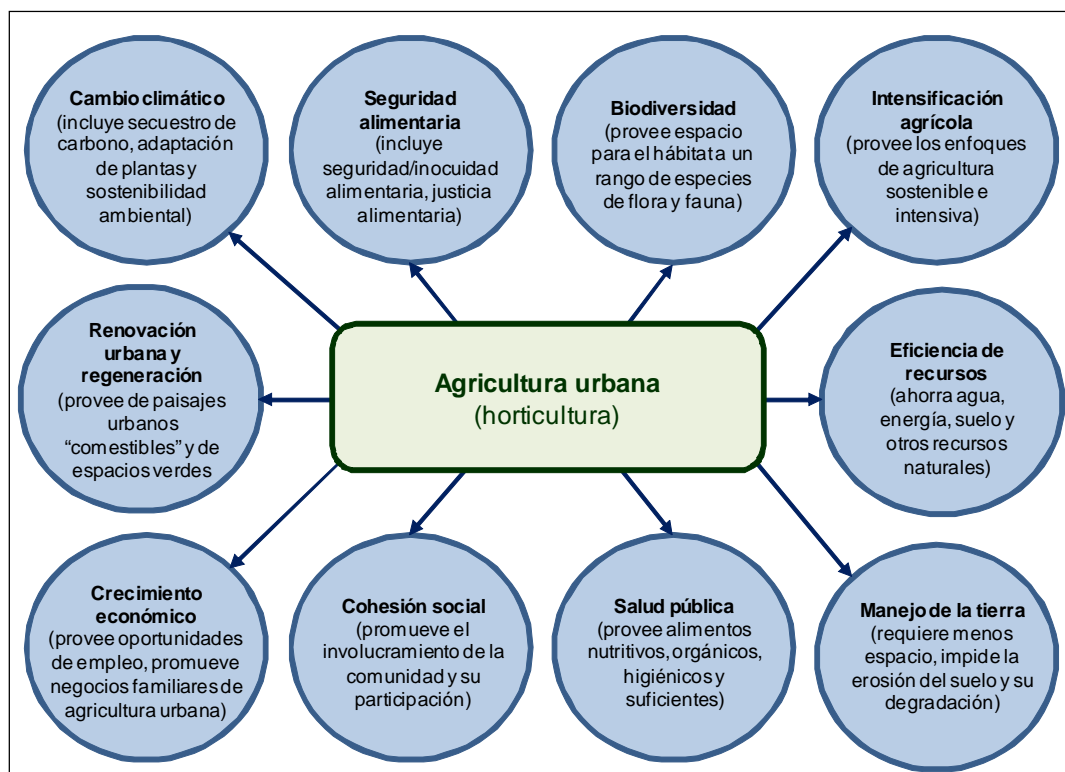 Cambio climático
(incluye secuestro de
carbono, adaptación
de plantas y
sostenibilidad
ambiental)
Seguridad
alimentaria
(incluye
seguridad/inocuidad
alimentaria, justicia
alimentaria)
Biodiversidad
(provee espacio
para el hábitat a un
rango de especies
de flora y fauna)
Intensificación
agrícola
(provee los enfoques
de agricultura
sostenible e
intensiva)
Renovación
urbana y
regeneración
(provee de paisajes
urbanos
“comestibles” y de
espacios verdes
Agricultura urbana
(horticultura)
Eficiencia de
recursos
(ahorra agua,
energía, suelo y
otros recursos
naturales)
Crecimiento
económico
(provee oportunidades
de empleo, promueve
negocios familiares de
agricultura urbana)
Cohesión social
(promueve el
involucramiento de la
comunidad y su
participación)
Salud pública
(provee alimentos
nutritivos, orgánicos,
higiénicos y
suficientes)
Manejo de la tierra
(requiere menos
espacio, impide la
erosión del suelo y su
degradación)